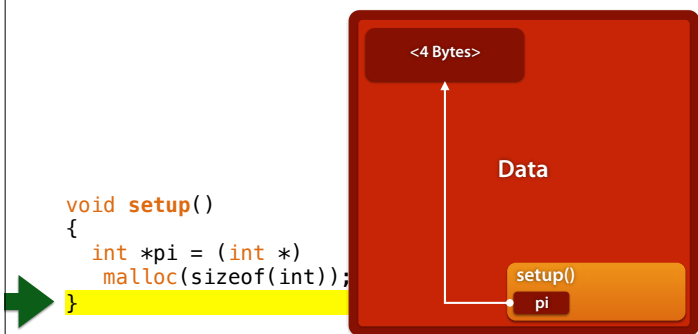 <4 Bytes>
Data
void setup()
{
int *pi = (int *)
malloc(sizeof(int));
}
setup()
pi